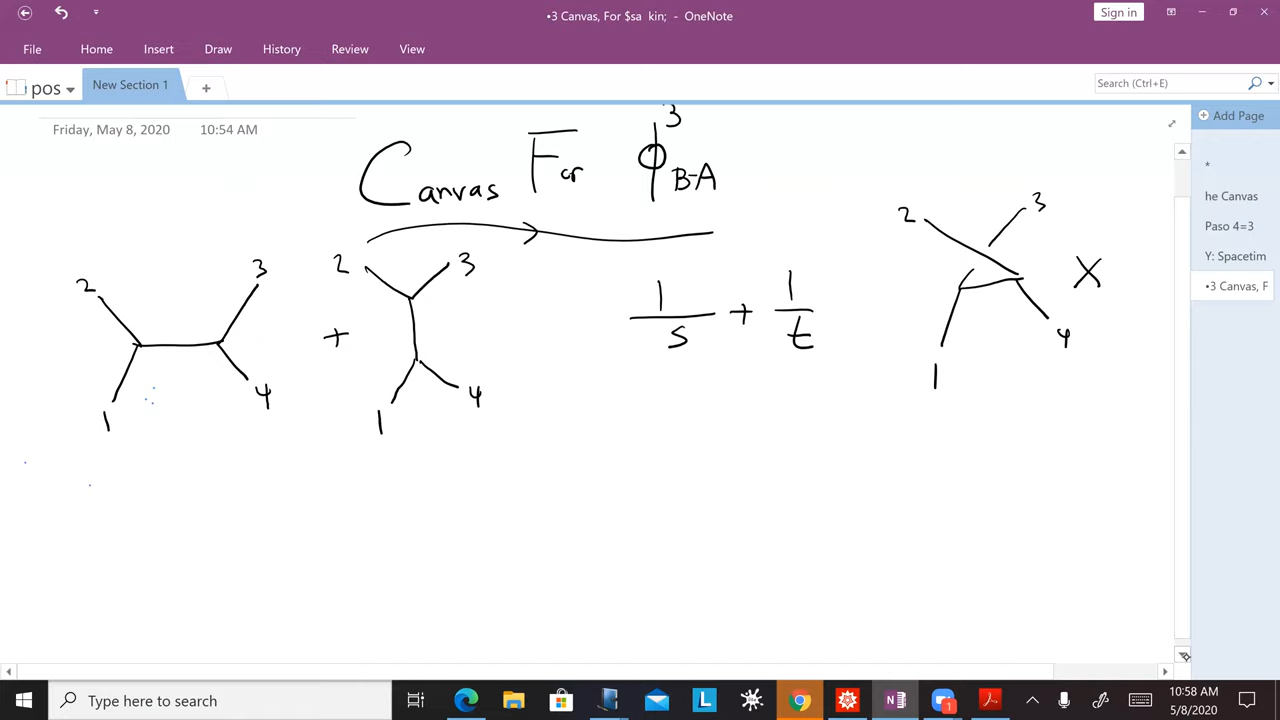 •3 Canvas, For $sa kin; - OneNote
Sign in
File Home Insert Draw History Review View
pos New Section 1 +
Search (Ctrl+E)
Friday, May 8, 2020 10:54 AM
Add Page
*
he Canvas
Paso 4=3
Y: Spacetim
•3 Canvas, F
Canvas For ϕ³ B-A
2 3
1 4
+
2 3
1 4
1/s + 1/t
2 3
1 4
X
Type here to search
L
1
10:58 AM
5/8/2020